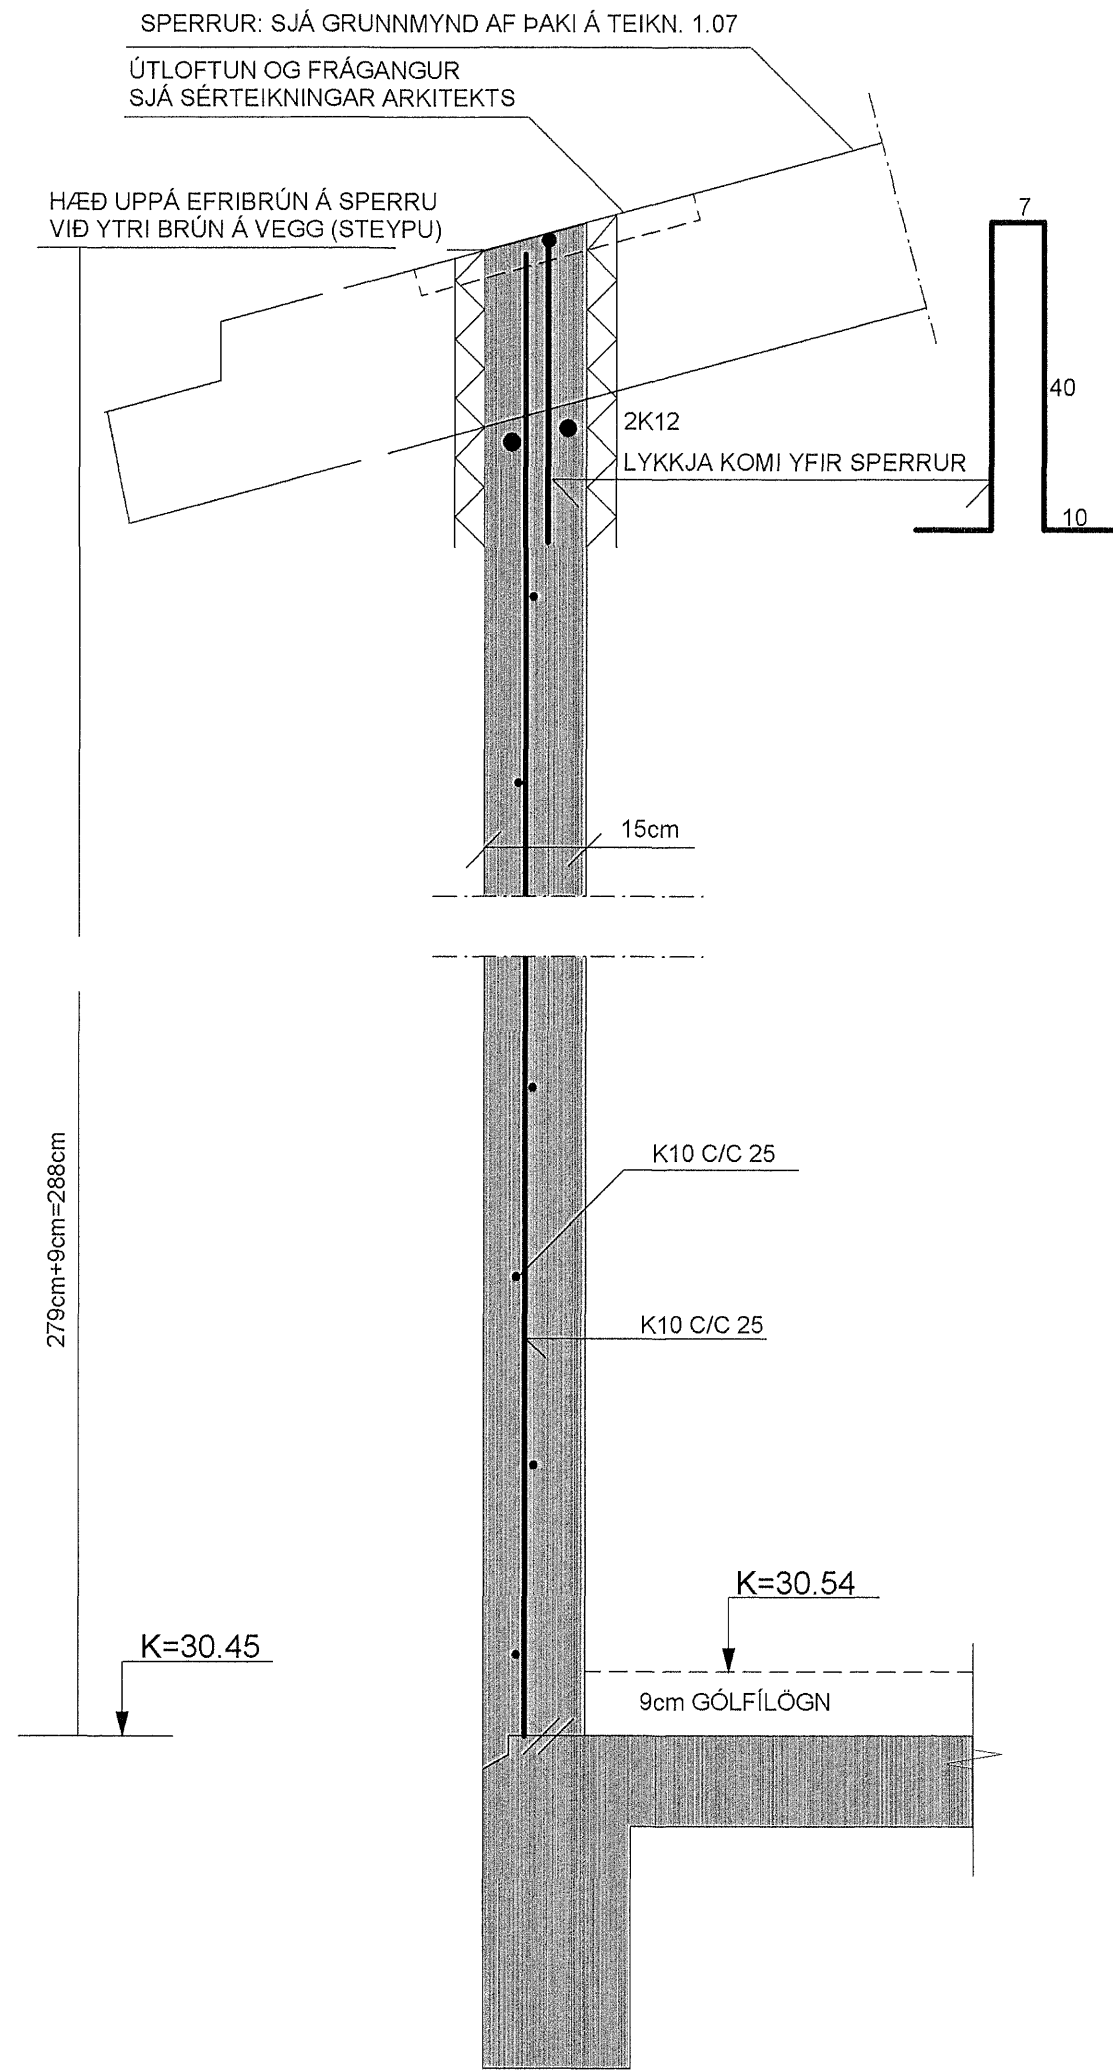 SPERRUR: SJÁ GRUNNMYND AF ÞAKI Á TEIKN. 1.07
ÚTLOFTUN OG FRÁGANGUR
SJÁ SÉRTEIKNINGAR ARKITEKTS
HÆÐ UPPÁ EFRIBRÚN Á SPERRU
VIÐ YTRI BRÚN Á VEGG (STEYPU)
7
40
2K12
LYKKJA KOMI YFIR SPERRUR
10
15cm
279cm+9cm=288cm
K10 C/C 25
K10 C/C 25
K=30.54
K=30.45
9cm GÓLFÍLÖGN